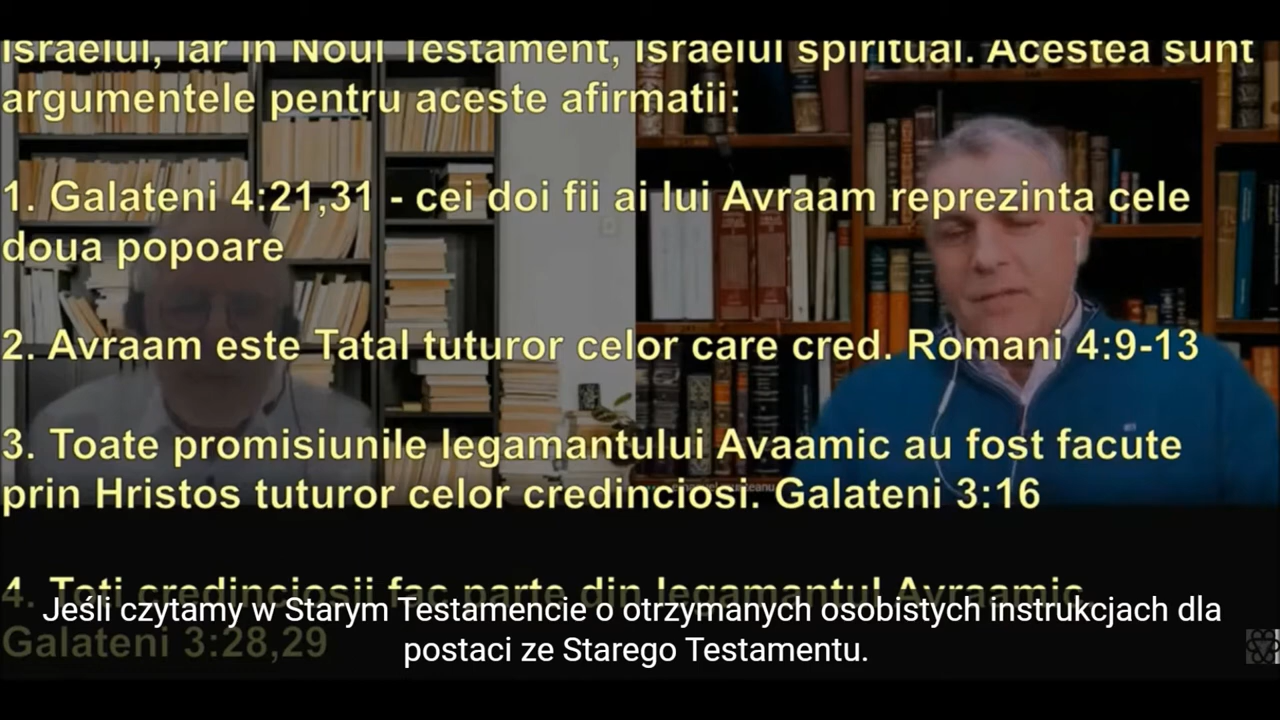 Israelul, iar in Noul Testament, Israelul spiritual. Acestea sunt
argumentele pentru aceste afirmatii:
1. Galateni 4:21,31 - cei doi fii ai lui Avraam reprezinta cele
doua popoare
2. Avraam este Tatal tuturor celor care cred. Romani 4:9-13
3. Toate promisiunile legamantului Avaamic au fost facute
prin Hristos tuturor celor credinciosi. Galateni 3:16
4. Toti credinciosii fac parte din legamantul Avraamic
Jeśli czytamy w Starym Testamencie o otrzymanych osobistych instrukcjach dla
Galateni 3:28,29
postaci ze Starego Testamentu.